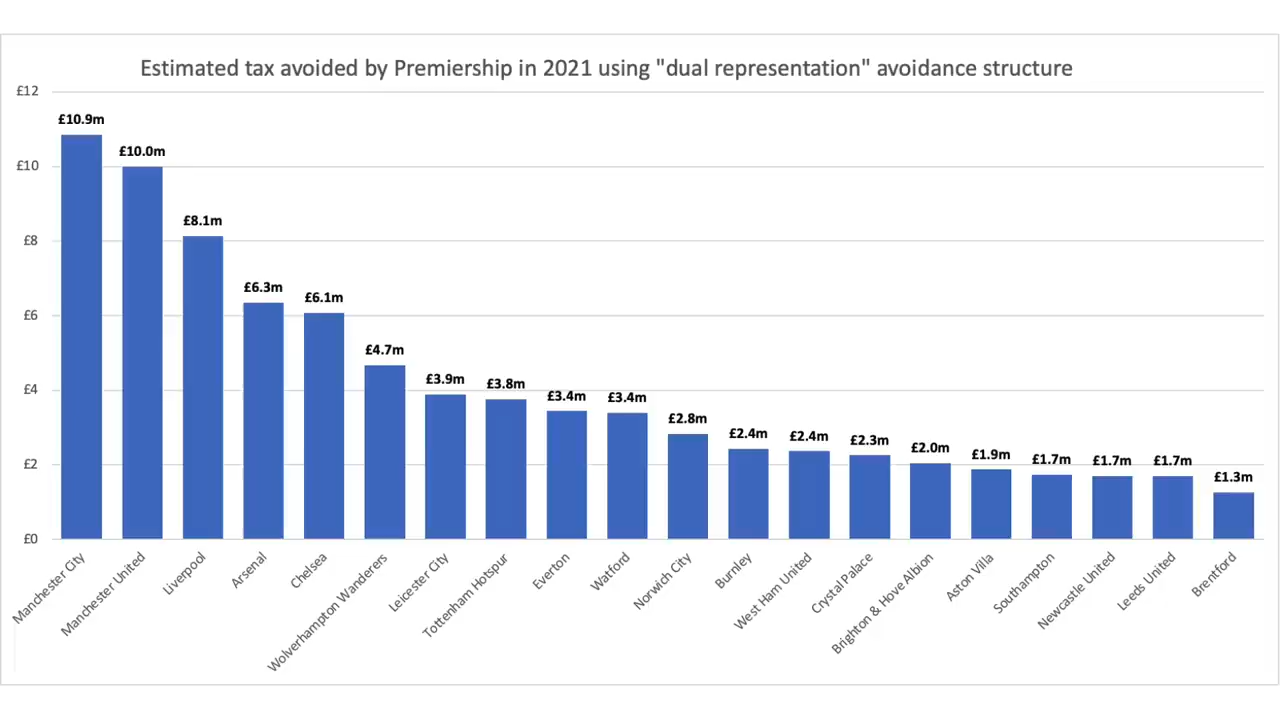 Estimated tax avoided by Premiership in 2021 using "dual representation" avoidance structure
£12
£10
£8
£6
£4
£2
£0
£10.9m
£10.0m
£8.1m
£6.3m
£6.1m
£4.7m
£3.9m
£3.8m
£3.4m
£3.4m
£2.8m
£2.4m
£2.4m
£2.3m
£2.0m
£1.9m
£1.7m
£1.7m
£1.7m
£1.3m
Manchester City
Manchester United
Liverpool
Arsenal
Chelsea
Wolverhampton Wanderers
Leicester City
Tottenham Hotspur
Everton
Watford
Norwich City
Burnley
West Ham United
Crystal Palace
Brighton & Hove Albion
Aston Villa
Southampton
Newcastle United
Leeds United
Brentford